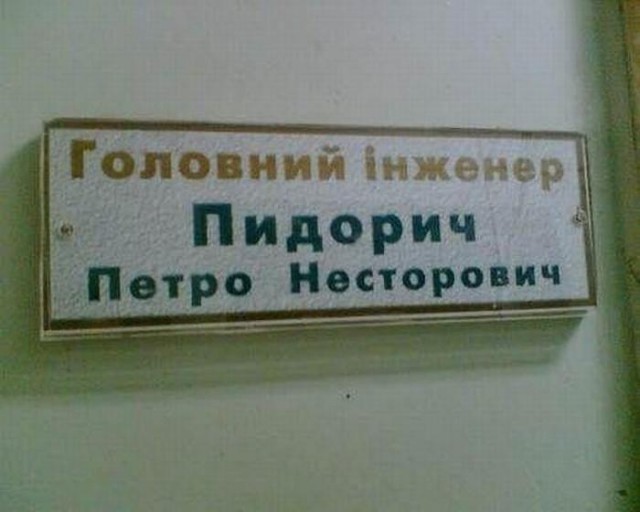 Головний інженер
Пидорич
Петро Несторович